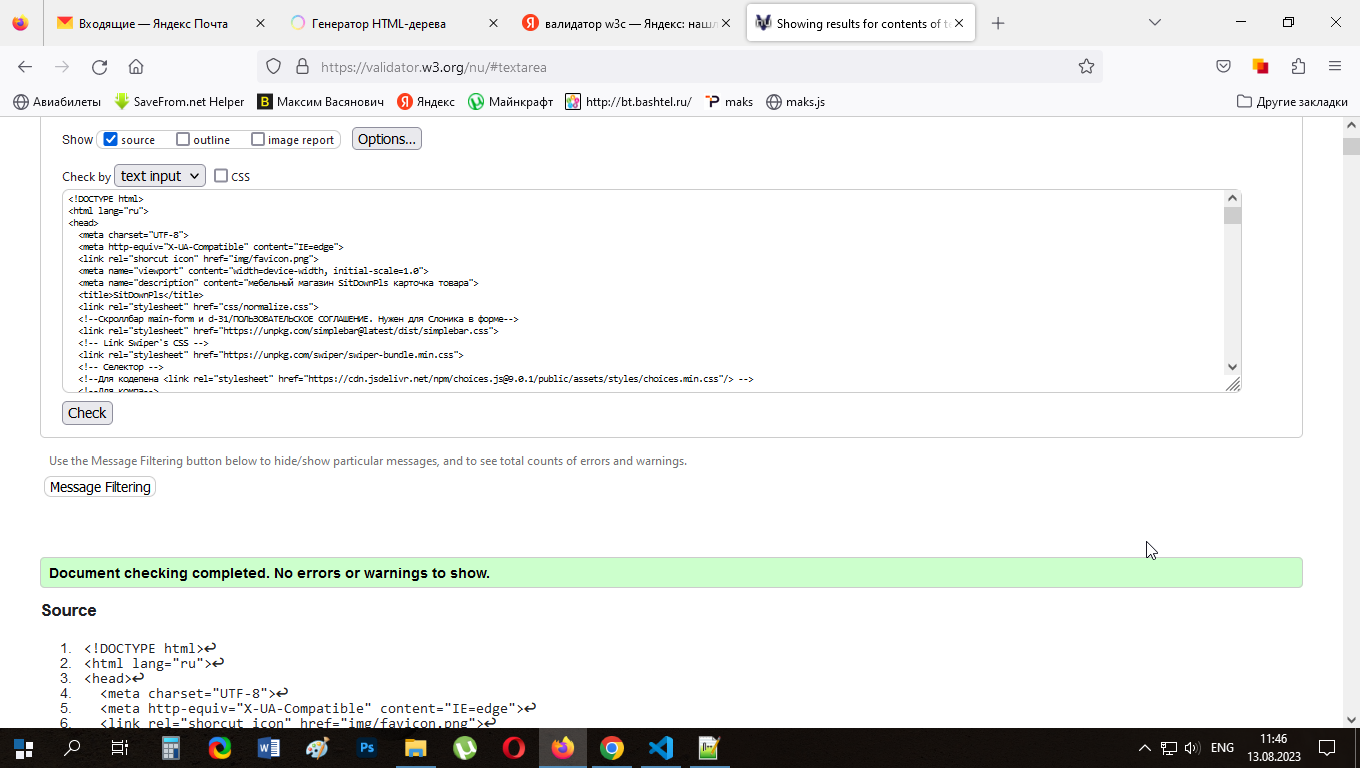 Входящие — Яндекс Почта
Генератор HTML-дерева
валидатор w3c — Яндекс: наш
Showing results for contents of t
https://validator.w3.org/nu/#textarea
Авиабилеты
SaveFrom.net Helper
Максим Васянович
Яндекс
Майнкрафт
http://bt.bashtel.ru/
maks
maks.js
Другие закладки
Show source outline image report Options...
Check by text input CSS
<!DOCTYPE html>
<html lang="ru">
<head>
<meta charset="UTF-8">
<meta http-equiv="X-UA-Compatible" content="IE=edge">
<link rel="shorcut icon" href="img/favicon.png">
<meta name="viewport" content="width=device-width, initial-scale=1.0">
<meta name="description" content="мебельный магазин SitDownPls карточка товара">
<title>SitDownPls</title>
<link rel="stylesheet" href="css/normalize.css">
<!--Скроллбар main-form и d-31/ПОЛЬЗОВАТЕЛЬСКОЕ СОГЛАШЕНИЕ. Нужен для Слоника в форме-->
<link rel="stylesheet" href="https://unpkg.com/simplebar@latest/dist/simplebar.css">
<!-- Link Swiper's CSS -->
<link rel="stylesheet" href="https://unpkg.com/swiper/swiper-bundle.min.css">
<!-- Селектор -->
<!--Для кодепена <link rel="stylesheet" href="https://cdn.jsdelivr.net/npm/choices.js@9.0.1/public/assets/styles/choices.min.css"/> -->
<!--Для компа-->
Check
Use the Message Filtering button below to hide/show particular messages, and to see total counts of errors and warnings.
Message Filtering
Document checking completed. No errors or warnings to show.
Source
1. <!DOCTYPE html>↩
2. <html lang="ru">↩
3. <head>↩
4. <meta charset="UTF-8">↩
5. <meta http-equiv="X-UA-Compatible" content="IE=edge">↩
6. <link rel="shorcut icon" href="img/favicon.png">↩
ENG
11:46
13.08.2023